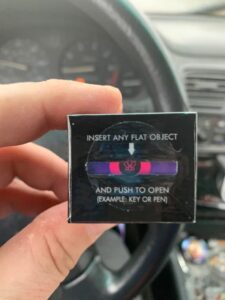 INSERT ANY FLAT OBJECT
AND PUSH TO OPEN
(EXAMPLE: KEY OR PEN)